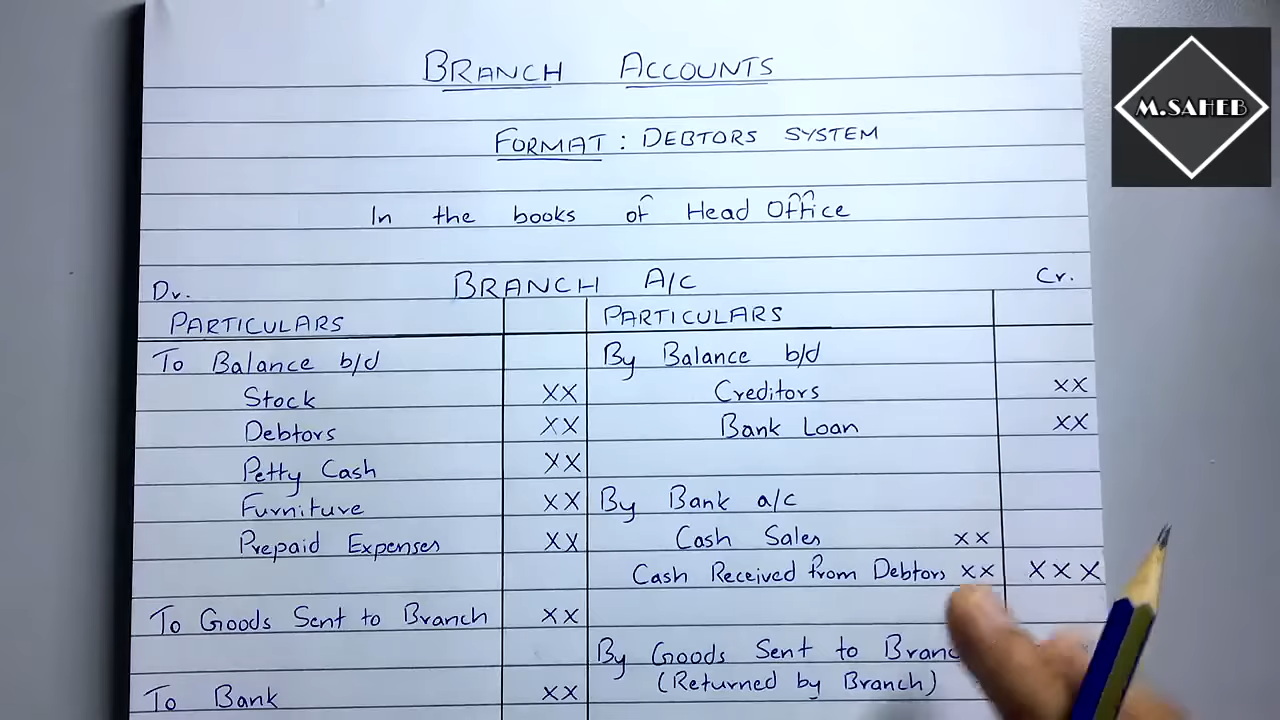 BRANCH ACCOUNTS
M.SAHEB
FORMAT : DEBTORS SYSTEM
In the books of Head Office
Dr. BRANCH A/C Cr.
PARTICULARS PARTICULARS
To Balance b/d By Balance b/d
Stock XX Creditors XX
Debtors XX Bank Loan XX
Petty Cash XX
Furniture XX By Bank a/c
Prepaid Expenses XX Cash Sales XX
Cash Received from Debtors XX XXX
To Goods Sent to Branch XX
By Goods Sent to
To Bank XX (Returned by Branch)